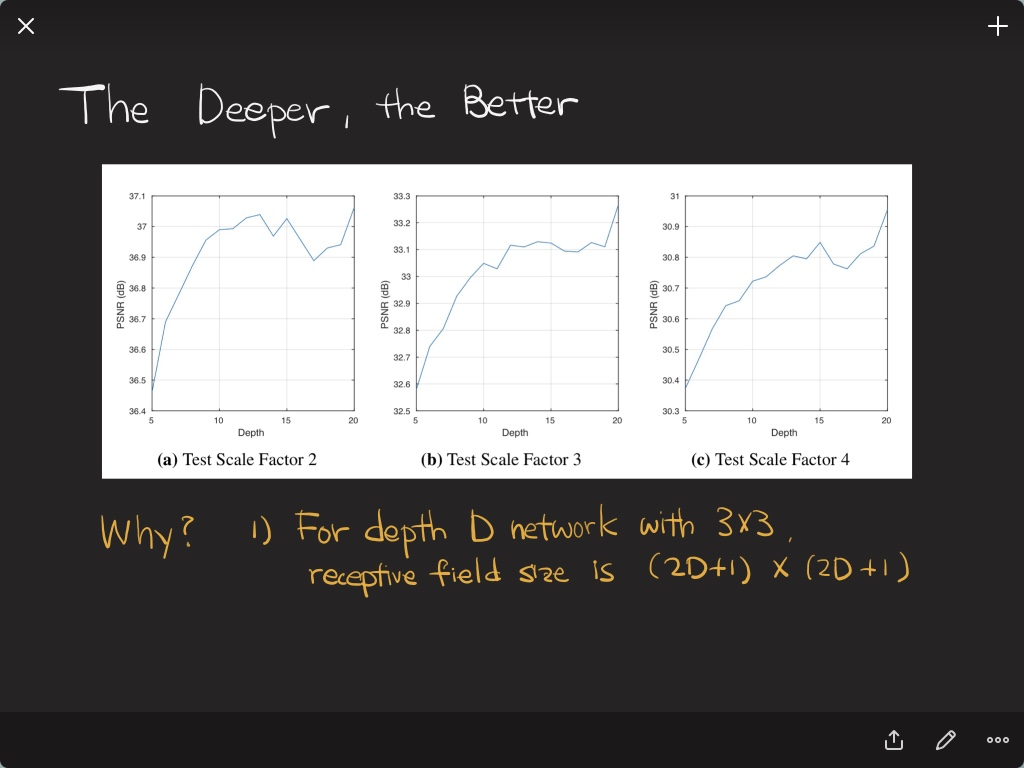 The Deeper, the Better
37.1
37
36.9
36.8
36.7
36.6
36.5
36.4
PSNR (dB)
5 10 15 20
Depth
(a) Test Scale Factor 2
33.3
33.2
33.1
33
32.9
32.8
32.7
32.6
32.5
PSNR (dB)
5 10 15 20
Depth
(b) Test Scale Factor 3
31
30.9
30.8
30.7
30.6
30.5
30.4
30.3
PSNR (dB)
5 10 15 20
Depth
(c) Test Scale Factor 4
Why? 1) For depth D network with 3x3,
receptive field size is (2D+1) x (2D+1)